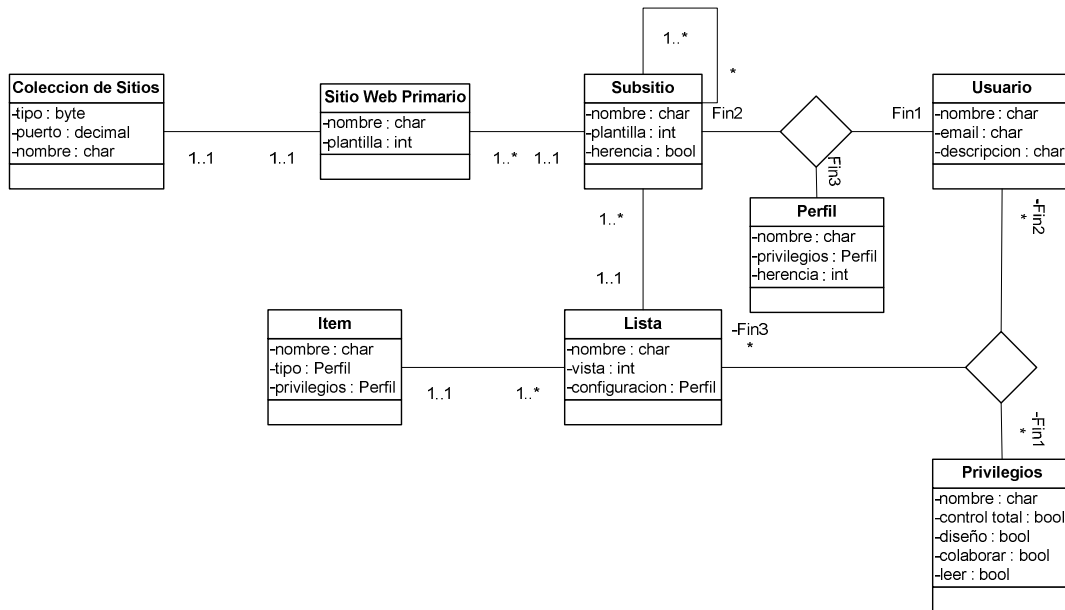 Coleccion de Sitios
-tipo : byte
-puerto : decimal
-nombre : char
1..1
1..1
Sitio Web Primario
-nombre : char
-plantilla : int
1..*
1..1
1..*
*
Subsitio
-nombre : char
-plantilla : int
-herencia : bool
Fin2
Fin1
Fin3
Usuario
-nombre : char
-email : char
-descripcion : char
Perfil
-nombre : char
-privilegios : Perfil
-herencia : int
1..*
1..1
-Fin2
*
Item
-nombre : char
-tipo : Perfil
-privilegios : Perfil
1..1
1..*
Lista
-nombre : char
-vista : int
-configuracion : Perfil
-Fin3
*
-Fin1
*
Privilegios
-nombre : char
-control total : bool
-diseño : bool
-colaborar : bool
-leer : bool